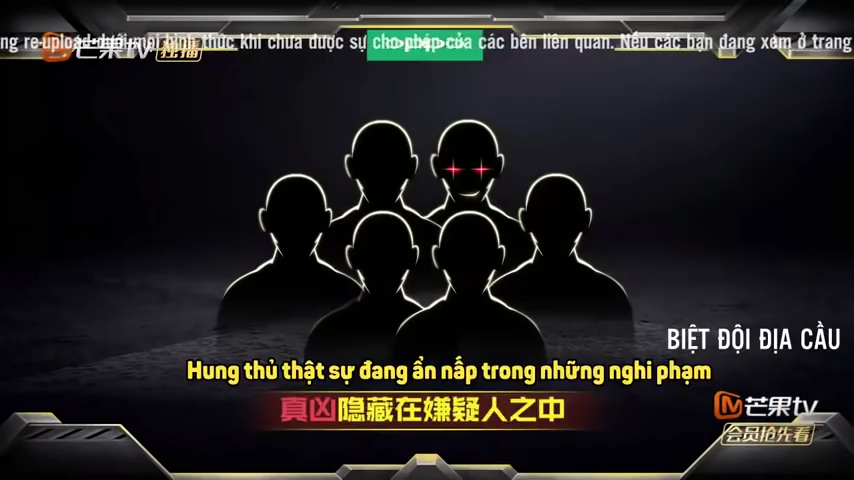 ng re-upload dưới mọi hình thức khi chưa được sự cho phép của các bên liên quan. Nếu các bạn đang xem ở trang
芒果tv 独播
BIỆT ĐỘI ĐỊA CẦU
Hung thủ thật sự đang ẩn nấp trong những nghi phạm
真凶隐藏在嫌疑人之中
芒果tv
会员抢先看